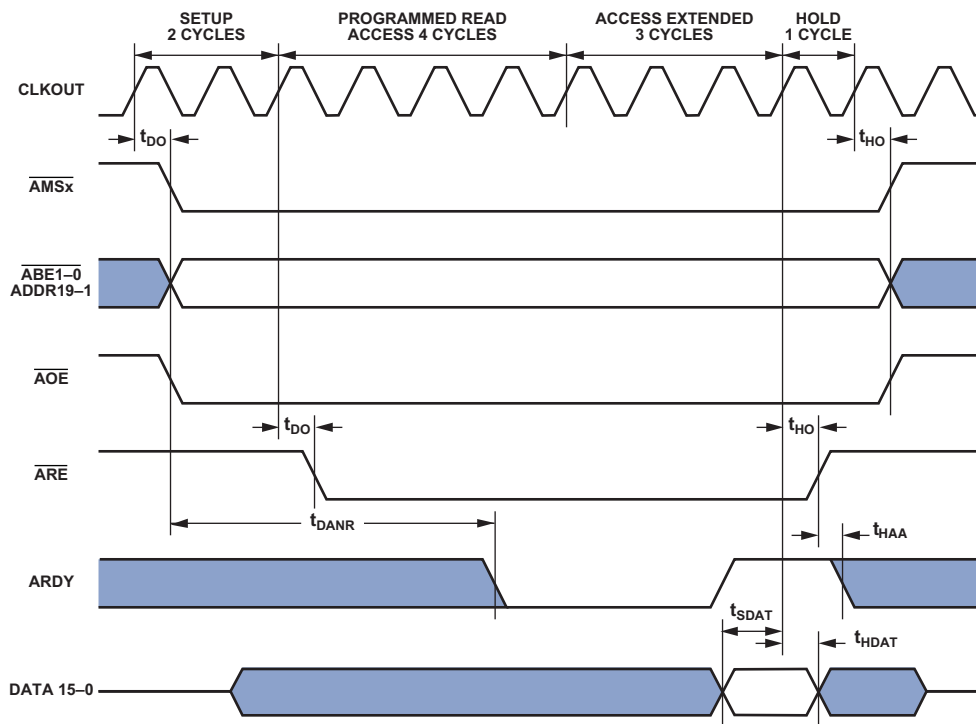 SETUP
2 CYCLES
PROGRAMMED READ
ACCESS 4 CYCLES
ACCESS EXTENDED
3 CYCLES
HOLD
1 CYCLE
CLKOUT
tDO
tHO
AMSx
ABE1–0
ADDR19–1
AOE
tDO
tHO
ARE
tDANR
tHAA
ARDY
tSDAT
tHDAT
DATA 15–0